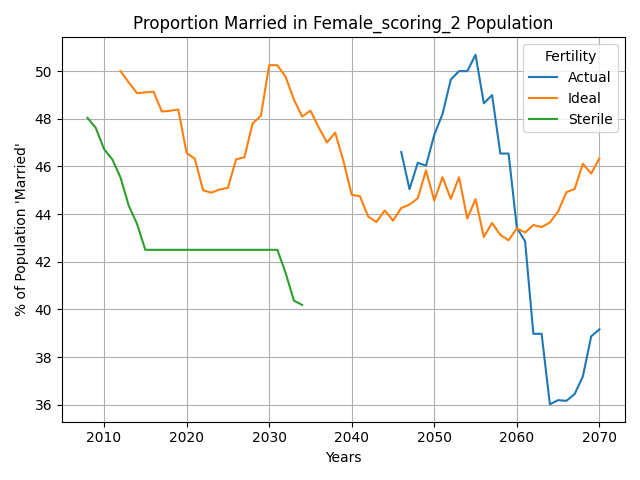 Proportion Married in Female_scoring_2 Population
% of Population 'Married'
50
48
46
44
42
40
38
36
2010 2020 2030 2040 2050 2060 2070
Years
Fertility
Actual
Ideal
Sterile